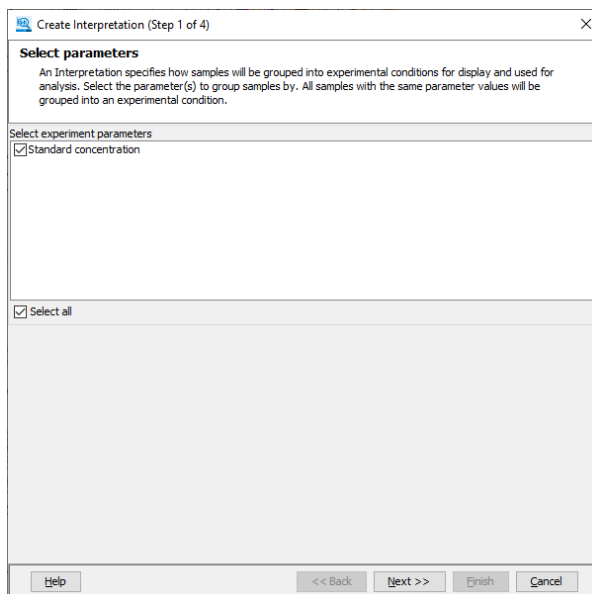 Create Interpretation (Step 1 of 4)
Select parameters
An Interpretation specifies how samples will be grouped into experimental conditions for display and used for
analysis. Select the parameter(s) to group samples by. All samples with the same parameter values will be
grouped into an experimental condition.
Select experiment parameters
Standard concentration
Select all
Help
<< Back
Next >>
Finish
Cancel